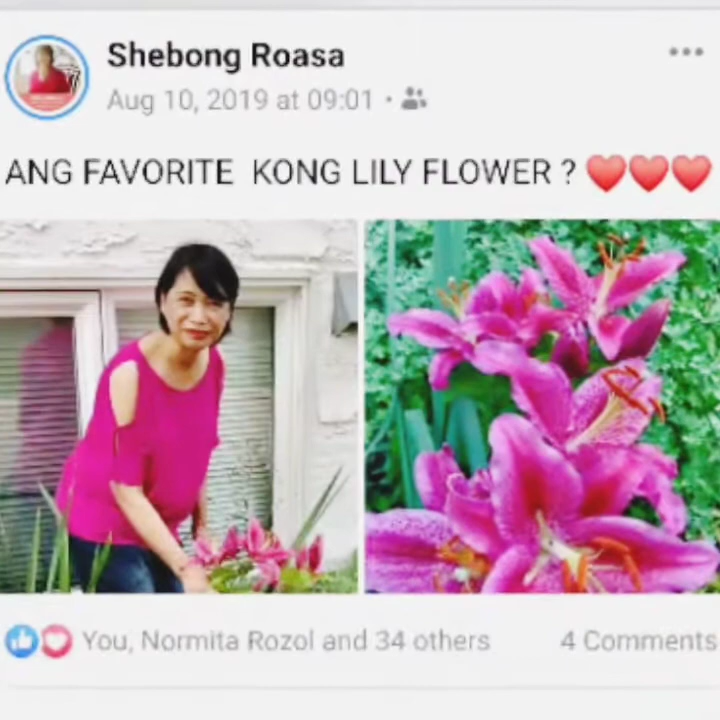 Shebong Roasa
Aug 10, 2019 at 09:01 ·
ANG FAVORITE KONG LILY FLOWER ? ❤️❤️❤️
You, Normita Rozol and 34 others 4 Comments